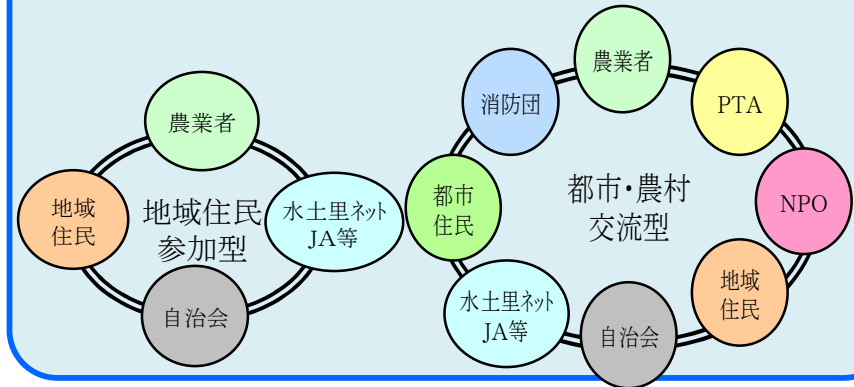 農業者
地域
住民
地域住民
参加型
水土里ネット
JA等
自治会
農業者
消防団
PTA
都市
住民
都市・農村
交流型
NPO
水土里ネット
JA等
自治会
地域
住民